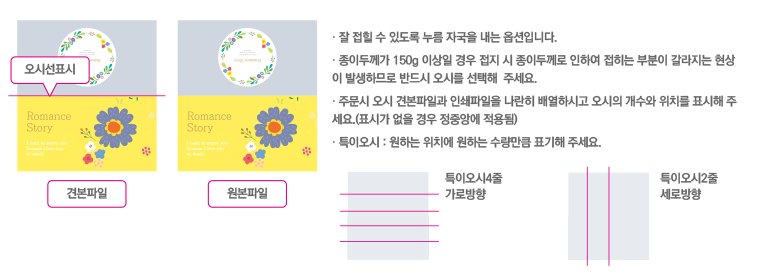 오시선표시
Romance
Story
견본파일
Romance
Story
원본파일
· 잘 접힐 수 있도록 누름 자국을 내는 옵션입니다.
· 종이두께가 150g 이상일 경우 접지 시 종이두께로 인하여 접히는 부분이 갈라지는 현상
이 발생하므로 반드시 오시를 선택해 주세요.
· 주문시 오시 견본파일과 인쇄파일을 나란히 배열하시고 오시의 개수와 위치를 표시해 주
세요.(표시가 없을 경우 정중앙에 적용됨)
· 특이오시 : 원하는 위치에 원하는 수량만큼 표기해 주세요.
특이오시4줄
가로방향
특이오시2줄
세로방향